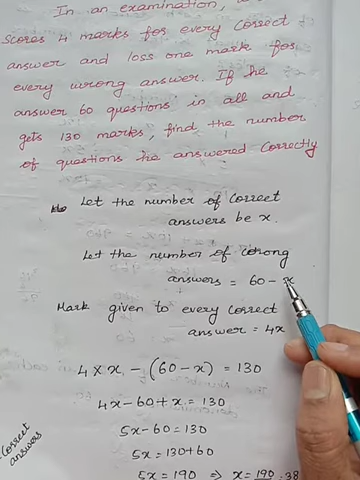 In an examination, a
Scores 4 marks for every correct
answer and loss one mark for
every wrong answer. If he
answer 60 questions in all and
gets 130 marks, find the number
of questions he answered correctly
Let the number of correct
answers be x.
Let the number of wrong
answers = 60 - x
Mark given to every correct
answer = 4x
4 × x - (60 - x) = 130
4x - 60 + x = 130
5x - 60 = 130
5x = 130 + 60
5x = 190 ⇒ x = 190 38
Correct
answers